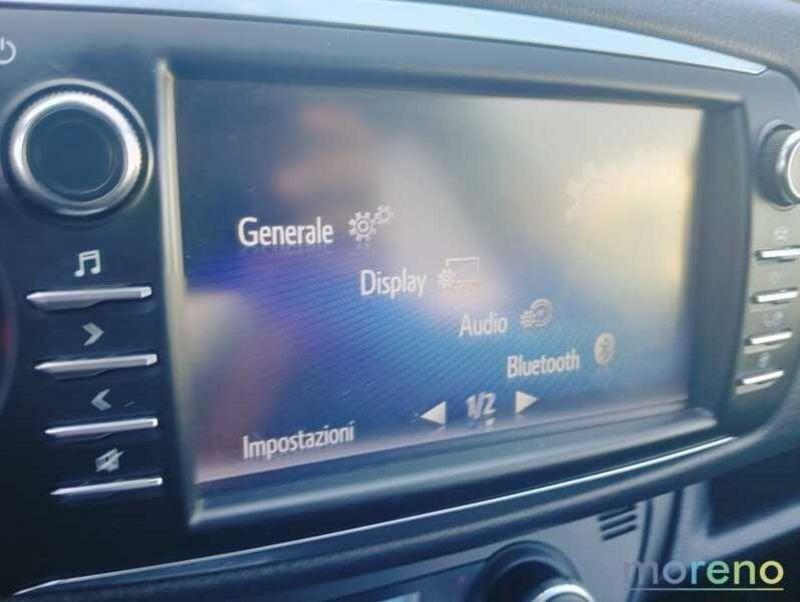 Generale
Display
Audio
Bluetooth
1/2
Impostazioni
moreno